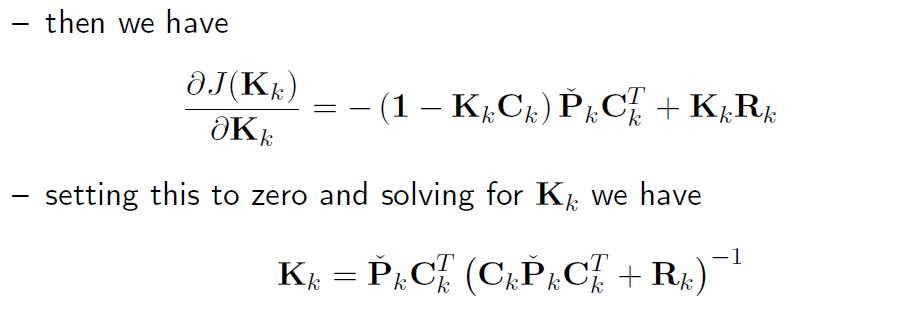 – then we have
∂J(K_k)/∂K_k = − (1 − K_k C_k) P̌_k C_k^T + K_k R_k
– setting this to zero and solving for K_k we have
K_k = P̌_k C_k^T (C_k P̌_k C_k^T + R_k)^{−1}